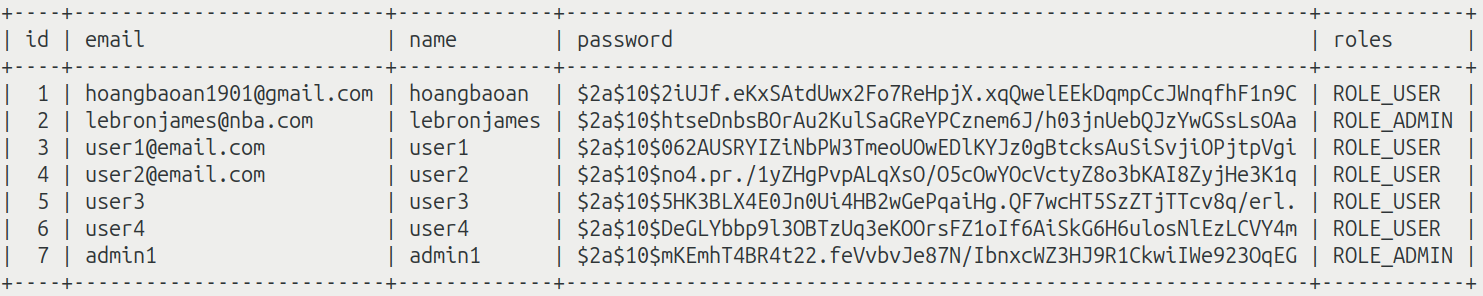 +----+--------------------------+-------------+--------------------------------------------------------------+------------+
| id | email                    | name        | password                                                     | roles      |
+----+--------------------------+-------------+--------------------------------------------------------------+------------+
|  1 | hoangbaoan1901@gmail.com | hoangbaoan  | $2a$10$2iUJf.eKxSAtdUwx2Fo7ReHpjX.xqQwelEEkDqmpCcJWnqfhF1n9C | ROLE_USER  |
|  2 | lebronjames@nba.com      | lebronjames | $2a$10$htseDnbsBOrAu2KulSaGReYPCznem6J/h03jnUebQJzYwGSsLsOAa | ROLE_ADMIN |
|  3 | user1@email.com          | user1       | $2a$10$062AUSRYIZiNbPW3TmeoUOwEDlKYJz0gBtcksAuSiSvjiOPjtpVgi | ROLE_USER  |
|  4 | user2@email.com          | user2       | $2a$10$no4.pr./1yZHgPvpALqXsO/O5cOwYOcVctyZ8o3bKAI8ZyjHe3K1q | ROLE_USER  |
|  5 | user3                    | user3       | $2a$10$5HK3BLX4E0Jn0Ui4HB2wGePqaiHg.QF7wcHT5SzZTjTTcv8q/erl. | ROLE_USER  |
|  6 | user4                    | user4       | $2a$10$DeGLYbbp9l3OBTzUq3eKOOrsFZ1oIf6AiSkG6H6ulosNlEzLCVY4m | ROLE_USER  |
|  7 | admin1                   | admin1      | $2a$10$mKEmhT4BR4t22.feVvbvJe87N/IbnxcWZ3HJ9R1CkwiIWe923OqEG | ROLE_ADMIN |
+----+--------------------------+-------------+--------------------------------------------------------------+------------+